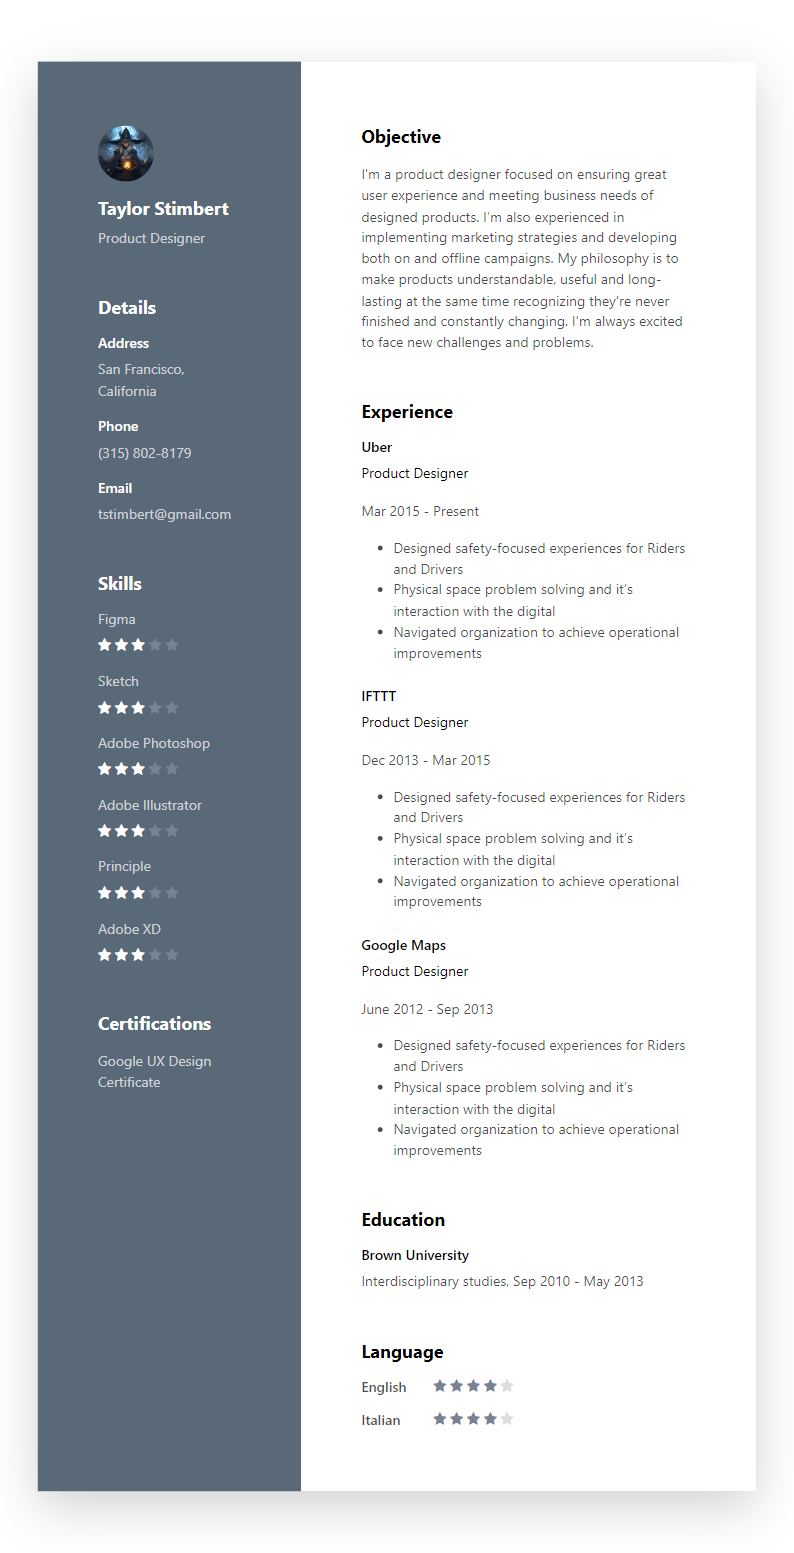 Taylor Stimbert
Product Designer
Details
Address
San Francisco,
California
Phone
(315) 802-8179
Email
tstimbert@gmail.com
Skills
Figma
Sketch
Adobe Photoshop
Adobe Illustrator
Principle
Adobe XD
Certifications
Google UX Design
Certificate
Objective
I'm a product designer focused on ensuring great
user experience and meeting business needs of
designed products. I'm also experienced in
implementing marketing strategies and developing
both on and offline campaigns. My philosophy is to
make products understandable, useful and long-
lasting at the same time recognizing they're never
finished and constantly changing. I'm always excited
to face new challenges and problems.
Experience
Uber
Product Designer
Mar 2015 - Present
• Designed safety-focused experiences for Riders
and Drivers
• Physical space problem solving and it's
interaction with the digital
• Navigated organization to achieve operational
improvements
IFTTT
Product Designer
Dec 2013 - Mar 2015
• Designed safety-focused experiences for Riders
and Drivers
• Physical space problem solving and it's
interaction with the digital
• Navigated organization to achieve operational
improvements
Google Maps
Product Designer
June 2012 - Sep 2013
• Designed safety-focused experiences for Riders
and Drivers
• Physical space problem solving and it's
interaction with the digital
• Navigated organization to achieve operational
improvements
Education
Brown University
Interdisciplinary studies, Sep 2010 - May 2013
Language
English
Italian